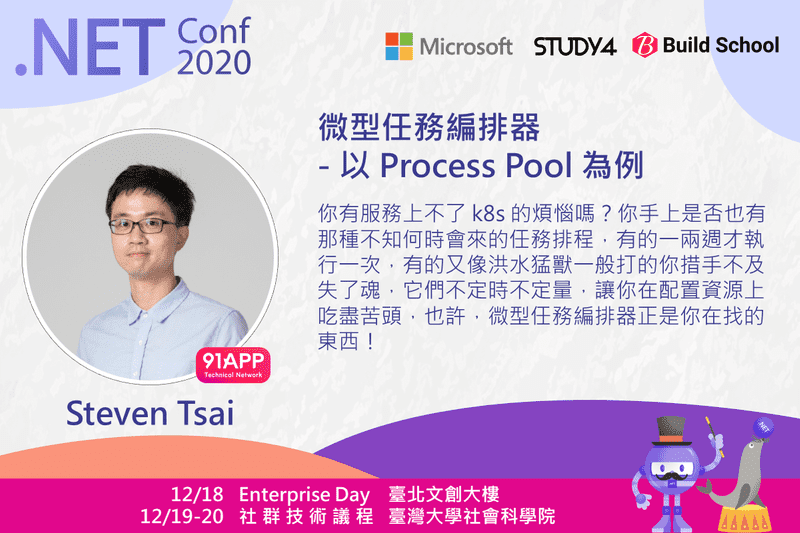 .NET Conf 2020
Microsoft
STUDY4
Build School
微型任務編排器
- 以 Process Pool 為例
你有服務上不了 k8s 的煩惱嗎？你手上是否也有
那種不知何時會來的任務排程，有的一兩週才執
行一次，有的又像洪水猛獸一般打的你措手不及
失了魂，它們不定時不定量，讓你在配置資源上
吃盡苦頭，也許，微型任務編排器正是你在找的
東西！
91APP
Technical Network
Steven Tsai
.NET
12/18 Enterprise Day 臺北文創大樓
12/19-20 社群技術議程 臺灣大學社會科學院